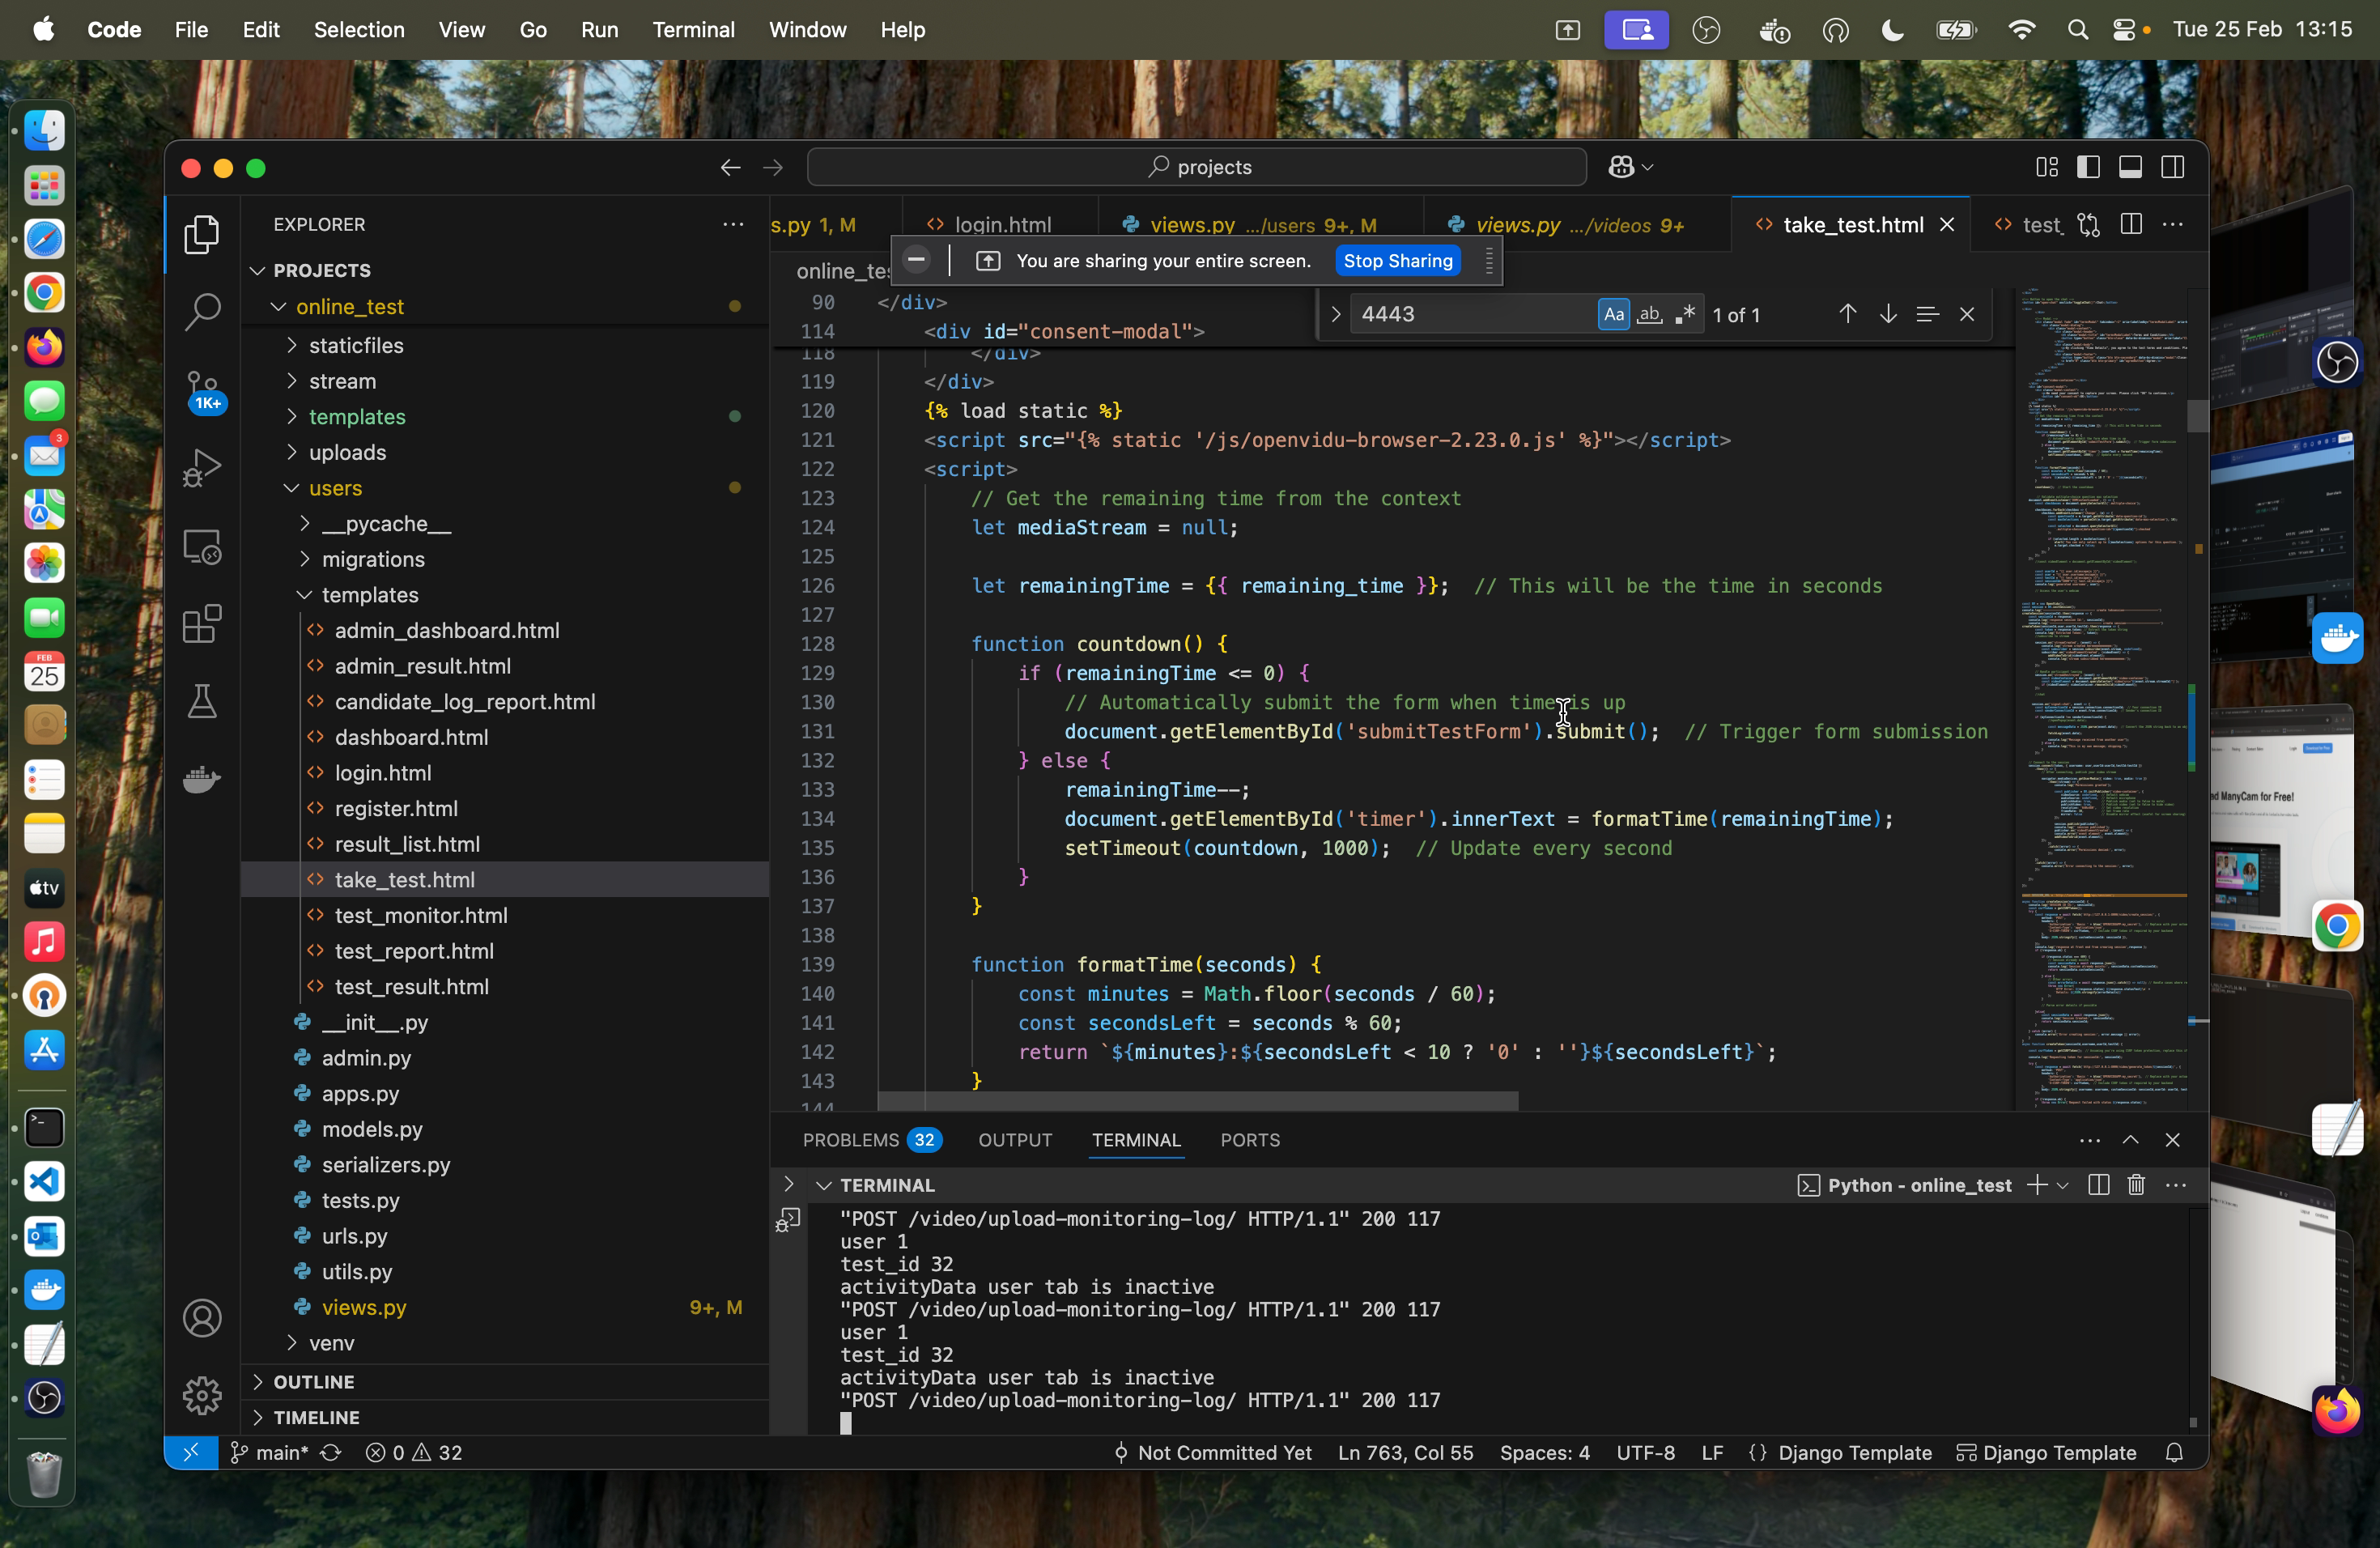 Code File Edit Selection View Go Run Terminal Window Help Tue 25 Feb 13:15
projects
EXPLORER
s.py 1, M login.html views.py .../users 9+, M views.py .../videos 9+ take_test.html test_
PROJECTS
online_test
You are sharing your entire screen. Stop Sharing
online_te
4443 Aa ab 1 of 1
staticfiles
stream
1K+
templates
uploads
users
__pycache__
migrations
templates
admin_dashboard.html
admin_result.html
candidate_log_report.html
dashboard.html
login.html
register.html
result_list.html
take_test.html
test_monitor.html
test_report.html
test_result.html
__init__.py
admin.py
apps.py
models.py
serializers.py
tests.py
urls.py
utils.py
views.py 9+, M
venv
OUTLINE
TIMELINE
90 </div>
114 <div id="consent-modal">
118 </div>
119 </div>
120 {% load static %}
121 <script src="{% static '/js/openvidu-browser-2.23.0.js' %}"></script>
122 <script>
123 // Get the remaining time from the context
124 let mediaStream = null;
125
126 let remainingTime = {{ remaining_time }}; // This will be the time in seconds
127
128 function countdown() {
129 if (remainingTime <= 0) {
130 // Automatically submit the form when time is up
131 document.getElementById('submitTestForm').submit(); // Trigger form submission
132 } else {
133 remainingTime--;
134 document.getElementById('timer').innerText = formatTime(remainingTime);
135 setTimeout(countdown, 1000); // Update every second
136 }
137 }
138
139 function formatTime(seconds) {
140 const minutes = Math.floor(seconds / 60);
141 const secondsLeft = seconds % 60;
142 return `${minutes}:${secondsLeft < 10 ? '0' : ''}${secondsLeft}`;
143 }
144
PROBLEMS 32 OUTPUT TERMINAL PORTS
TERMINAL Python - online_test
"POST /video/upload-monitoring-log/ HTTP/1.1" 200 117
user 1
test_id 32
activityData user tab is inactive
"POST /video/upload-monitoring-log/ HTTP/1.1" 200 117
user 1
test_id 32
activityData user tab is inactive
"POST /video/upload-monitoring-log/ HTTP/1.1" 200 117
main* 0 32 Not Committed Yet Ln 763, Col 55 Spaces: 4 UTF-8 LF {} Django Template Django Template
3
FEB
25
tv
ad ManyCam for Free!